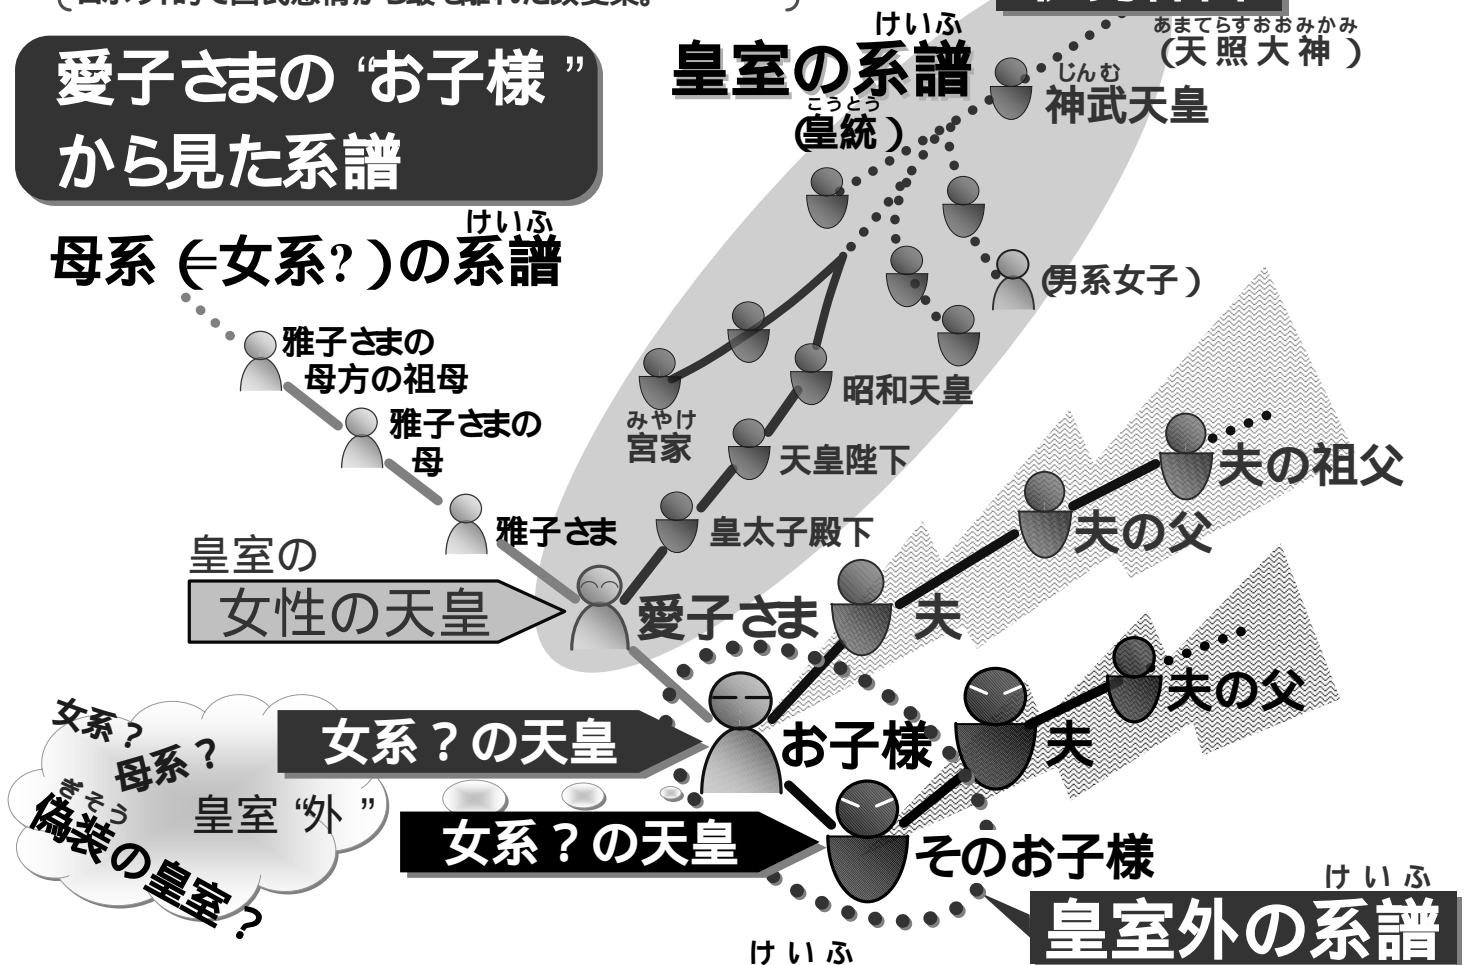 愛子さまの “お子様”
から見た系譜
けいふ
皇室の系譜
こうとう
(皇統)
あまてらすおおみかみ
(天照大神)
じんむ
神武天皇
けいふ
母系 (=女系?)の系譜
(男系女子)
雅子さまの
母方の祖母
雅子さまの
母
雅子さま
昭和天皇
みやけ
宮家
天皇陛下
皇太子殿下
皇室の
女性の天皇
愛子さま
夫
夫の父
夫の祖父
女系?の天皇
お子様
夫
夫の父
女系?
母系?
皇室“外”
ぎそう
偽装の皇室?
女系?の天皇
そのお子様
けいふ
皇室外の系譜
けいふ